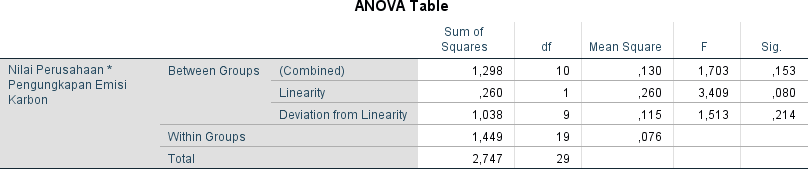 ANOVA Table
Sum of Squares df Mean Square F Sig.
Nilai Perusahaan * Pengungkapan Emisi Karbon Between Groups (Combined) 1,298 10 ,130 1,703 ,153
Linearity ,260 1 ,260 3,409 ,080
Deviation from Linearity 1,038 9 ,115 1,513 ,214
Within Groups 1,449 19 ,076
Total 2,747 29